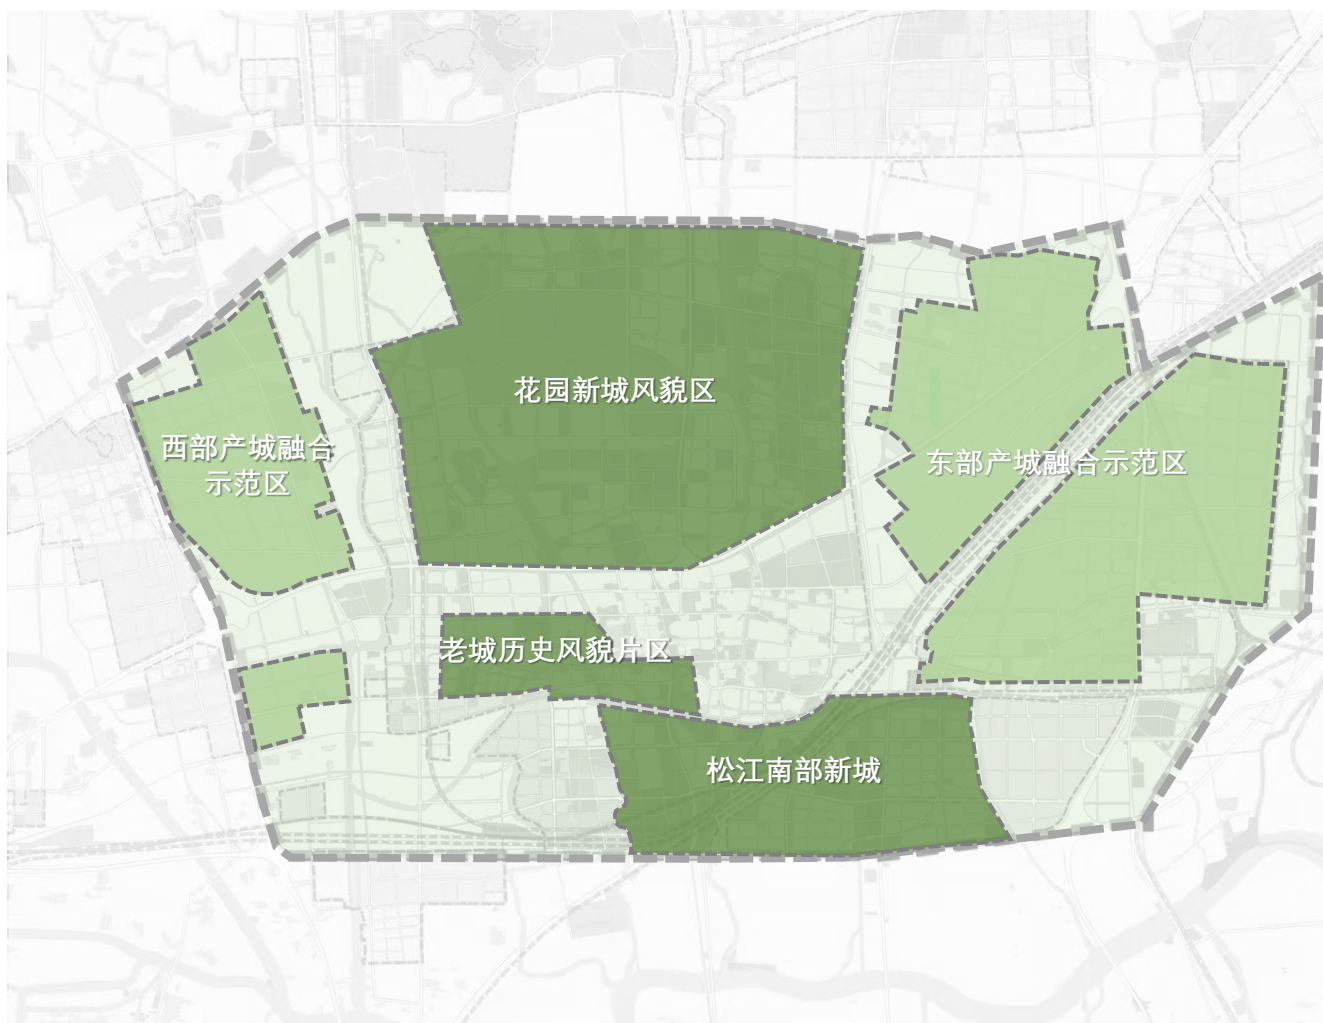 花园新城风貌区
西部产城融合
示范区
东部产城融合示范区
老城历史风貌片区
松江南部新城